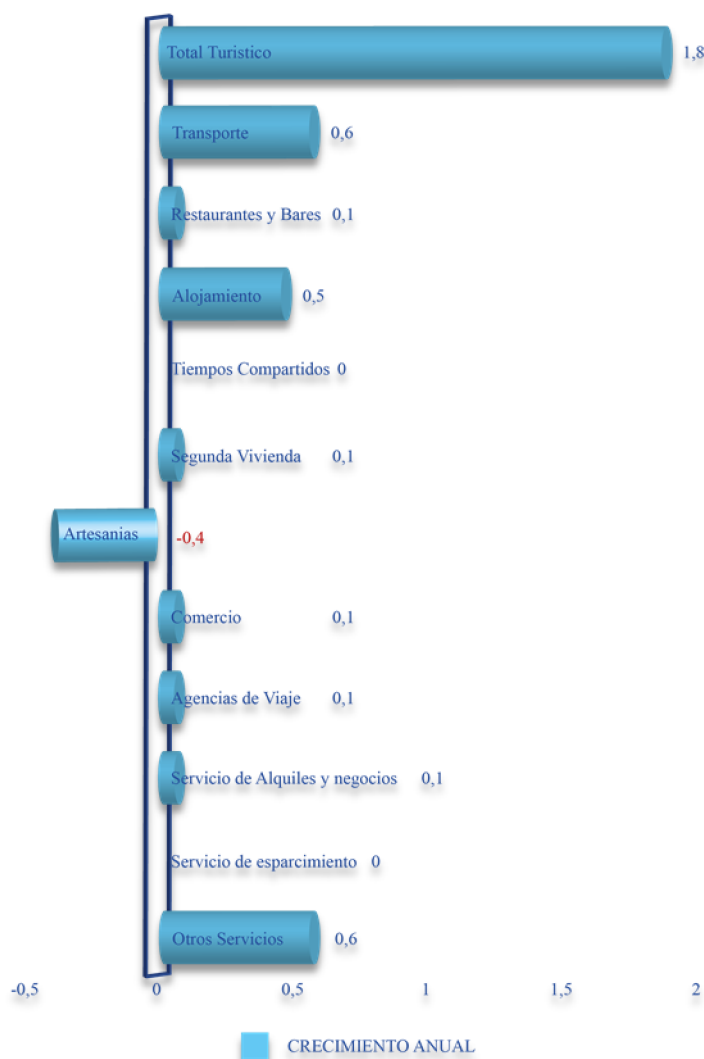 Total Turistico 1,8
Transporte 0,6
Restaurantes y Bares 0,1
Alojamiento 0,5
Tiempos Compartidos 0
Segunda Vivienda 0,1
Artesanias -0,4
Comercio 0,1
Agencias de Viaje 0,1
Servicio de Alquiles y negocios 0,1
Servicio de esparcimiento 0
Otros Servicios 0,6
-0,5 0 0,5 1 1,5 2
CRECIMIENTO ANUAL